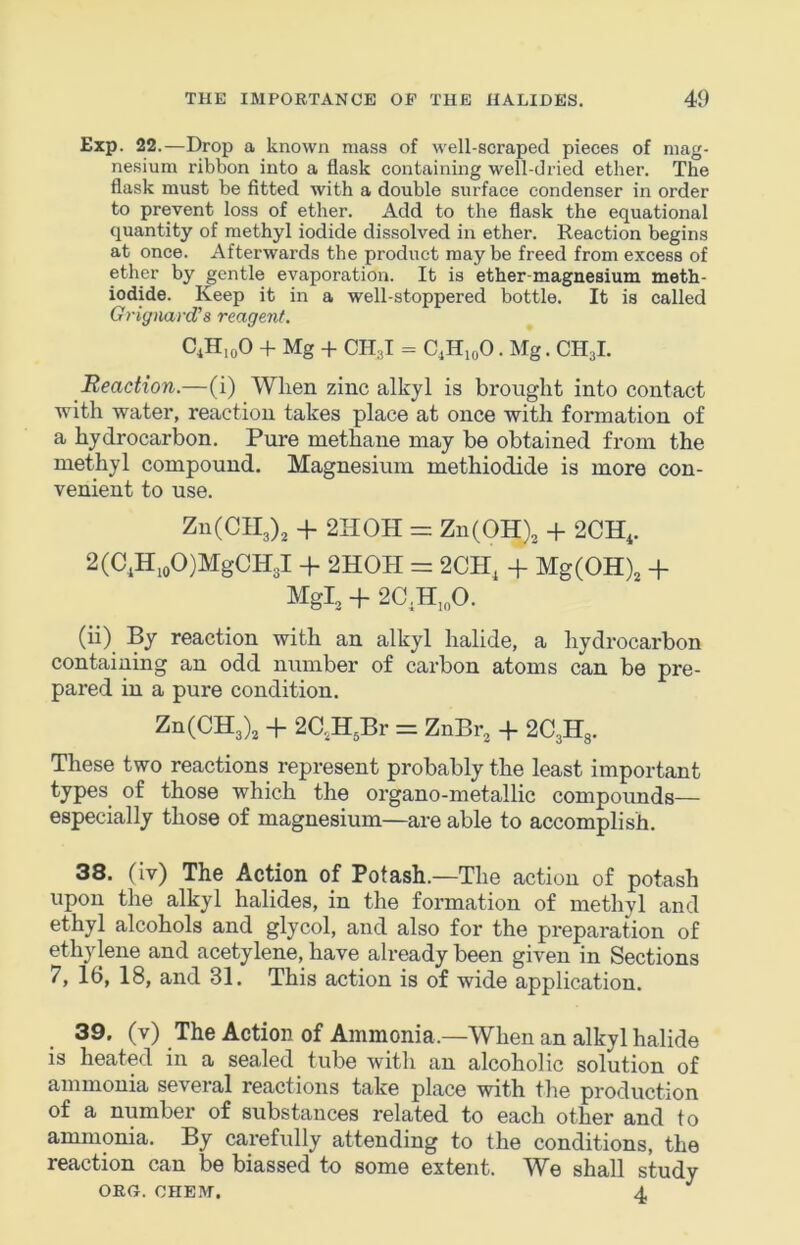 THE IMPORTANCE OF THE HALIDES. 49
Exp. 22.—Drop a known mass of well-scraped pieces of mag-
nesium ribbon into a flask containing well-dried ether. The
flask must be fitted with a double surface condenser in order
to prevent loss of ether. Add to the flask the equational
quantity of methyl iodide dissolved in ether. Reaction begins
at once. Afterwards the product may be freed from excess of
ether by gentle evaporation. It is ether-magnesium meth-
iodide. Keep it in a well-stoppered bottle. It is called
Grignard's reagent.
C₄H₁₀O + Mg + CH₃I = C₄H₁₀O . Mg . CH₃I.
Reaction.—(i) When zinc alkyl is brought into contact
with water, reaction takes place at once with formation of
a hydrocarbon. Pure methane may be obtained from the
methyl compound. Magnesium methiodide is more con-
venient to use.
Zn(CH₃)₂ + 2HOH = Zn(OH)₂ + 2CH₄.
2(C₄H₁₀O)MgCH₃I + 2HOH = 2CH₄ + Mg(OH)₂ +
MgI₂ + 2C₄H₁₀O.
(ii) By reaction with an alkyl halide, a hydrocarbon
containing an odd number of carbon atoms can be pre-
pared in a pure condition.
Zn(CH₃)₂ + 2C₂H₅Br = ZnBr₂ + 2C₃H₈.
These two reactions represent probably the least important
types of those which the organo-metallic compounds—
especially those of magnesium—are able to accomplish.
38. (iv) The Action of Potash.—The action of potash
upon the alkyl halides, in the formation of methyl and
ethyl alcohols and glycol, and also for the preparation of
ethylene and acetylene, have already been given in Sections
7, 16, 18, and 31. This action is of wide application.
39. (v) The Action of Ammonia.—When an alkyl halide
is heated in a sealed tube with an alcoholic solution of
ammonia several reactions take place with the production
of a number of substances related to each other and to
ammonia. By carefully attending to the conditions, the
reaction can be biassed to some extent. We shall study
ORG. CHEM. 4